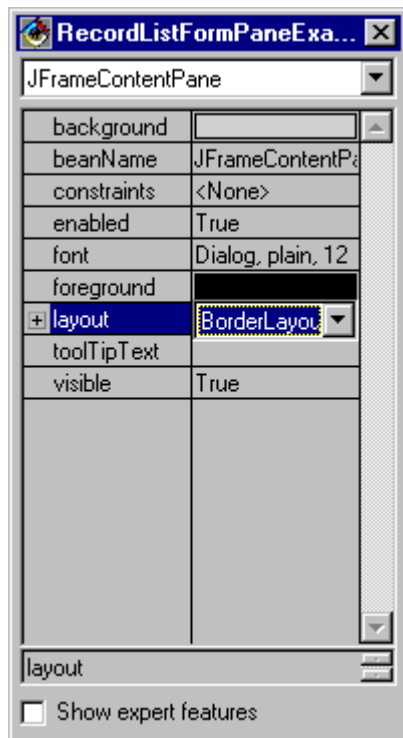 RecordListFormPaneExa...
JFrameContentPane
background
beanName JFrameContentPa
constraints <None>
enabled True
font Dialog, plain, 12
foreground
layout BorderLayou
toolTipText
visible True
layout
Show expert features